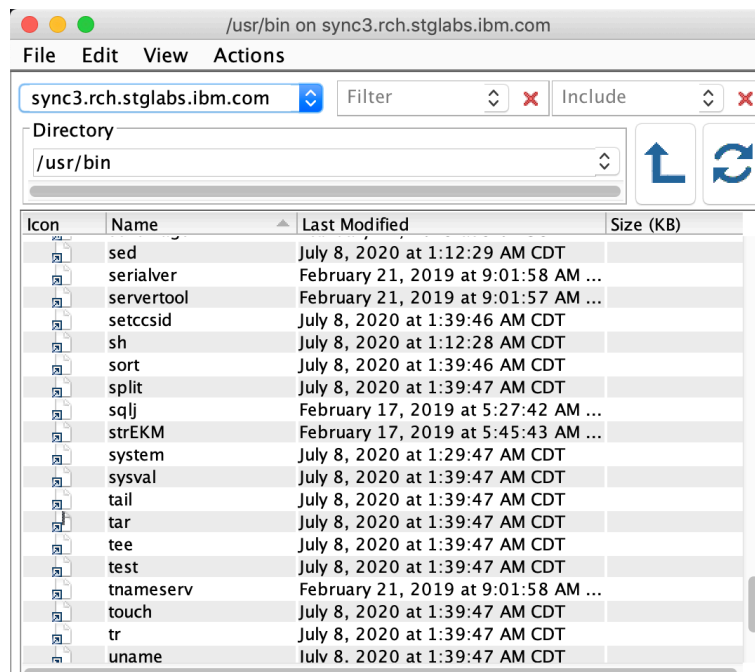 /usr/bin on sync3.rch.stglabs.ibm.com
File Edit View Actions
sync3.rch.stglabs.ibm.com Filter Include
Directory
/usr/bin
Icon Name Last Modified Size (KB)
sed July 8, 2020 at 1:12:29 AM CDT
serialver February 21, 2019 at 9:01:58 AM ...
servertool February 21, 2019 at 9:01:57 AM ...
setccsid July 8, 2020 at 1:39:46 AM CDT
sh July 8, 2020 at 1:12:28 AM CDT
sort July 8, 2020 at 1:39:46 AM CDT
split July 8, 2020 at 1:39:47 AM CDT
sqlj February 17, 2019 at 5:27:42 AM ...
strEKM February 17, 2019 at 5:45:43 AM ...
system July 8, 2020 at 1:29:47 AM CDT
sysval July 8, 2020 at 1:39:47 AM CDT
tail July 8, 2020 at 1:39:47 AM CDT
tar July 8, 2020 at 1:39:47 AM CDT
tee July 8, 2020 at 1:39:47 AM CDT
test July 8, 2020 at 1:39:47 AM CDT
tnameserv February 21, 2019 at 9:01:58 AM ...
touch July 8, 2020 at 1:39:47 AM CDT
tr July 8, 2020 at 1:39:47 AM CDT
uname July 8, 2020 at 1:39:47 AM CDT